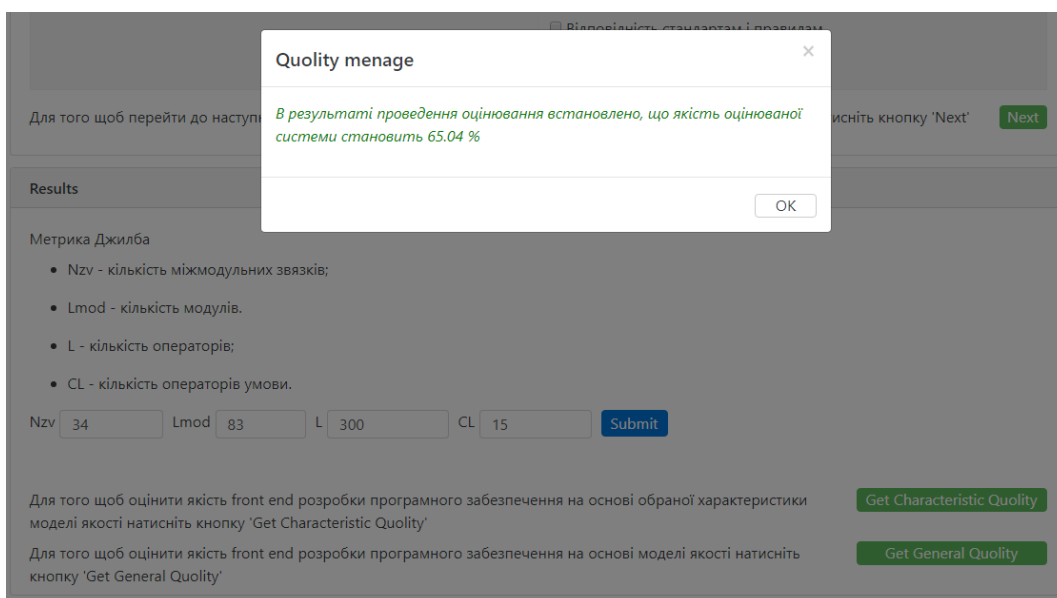 Відповідність стандартам і правилам
Quolity menage
×
В результаті проведення оцінювання встановлено, що якість оцінюваної
системи становить 65.04 %
OK
Для того щоб перейти до наступ
исніть кнопку 'Next'
Next
Results
Метрика Джилба
Nzv - кількість міжмодульних звязків;
Lmod - кількість модулів.
L - кількість операторів;
CL - кількість операторів умови.
Nzv 34 Lmod 83 L 300 CL 15 Submit
Для того щоб оцінити якість front end розробки програмного забезпечення на основі обраної характеристики
моделі якості натисніть кнопку 'Get Characteristic Quolity'
Get Characteristic Quolity
Для того щоб оцінити якість front end розробки програмного забезпечення на основі моделі якості натисніть
кнопку 'Get General Quolity'
Get General Quolity